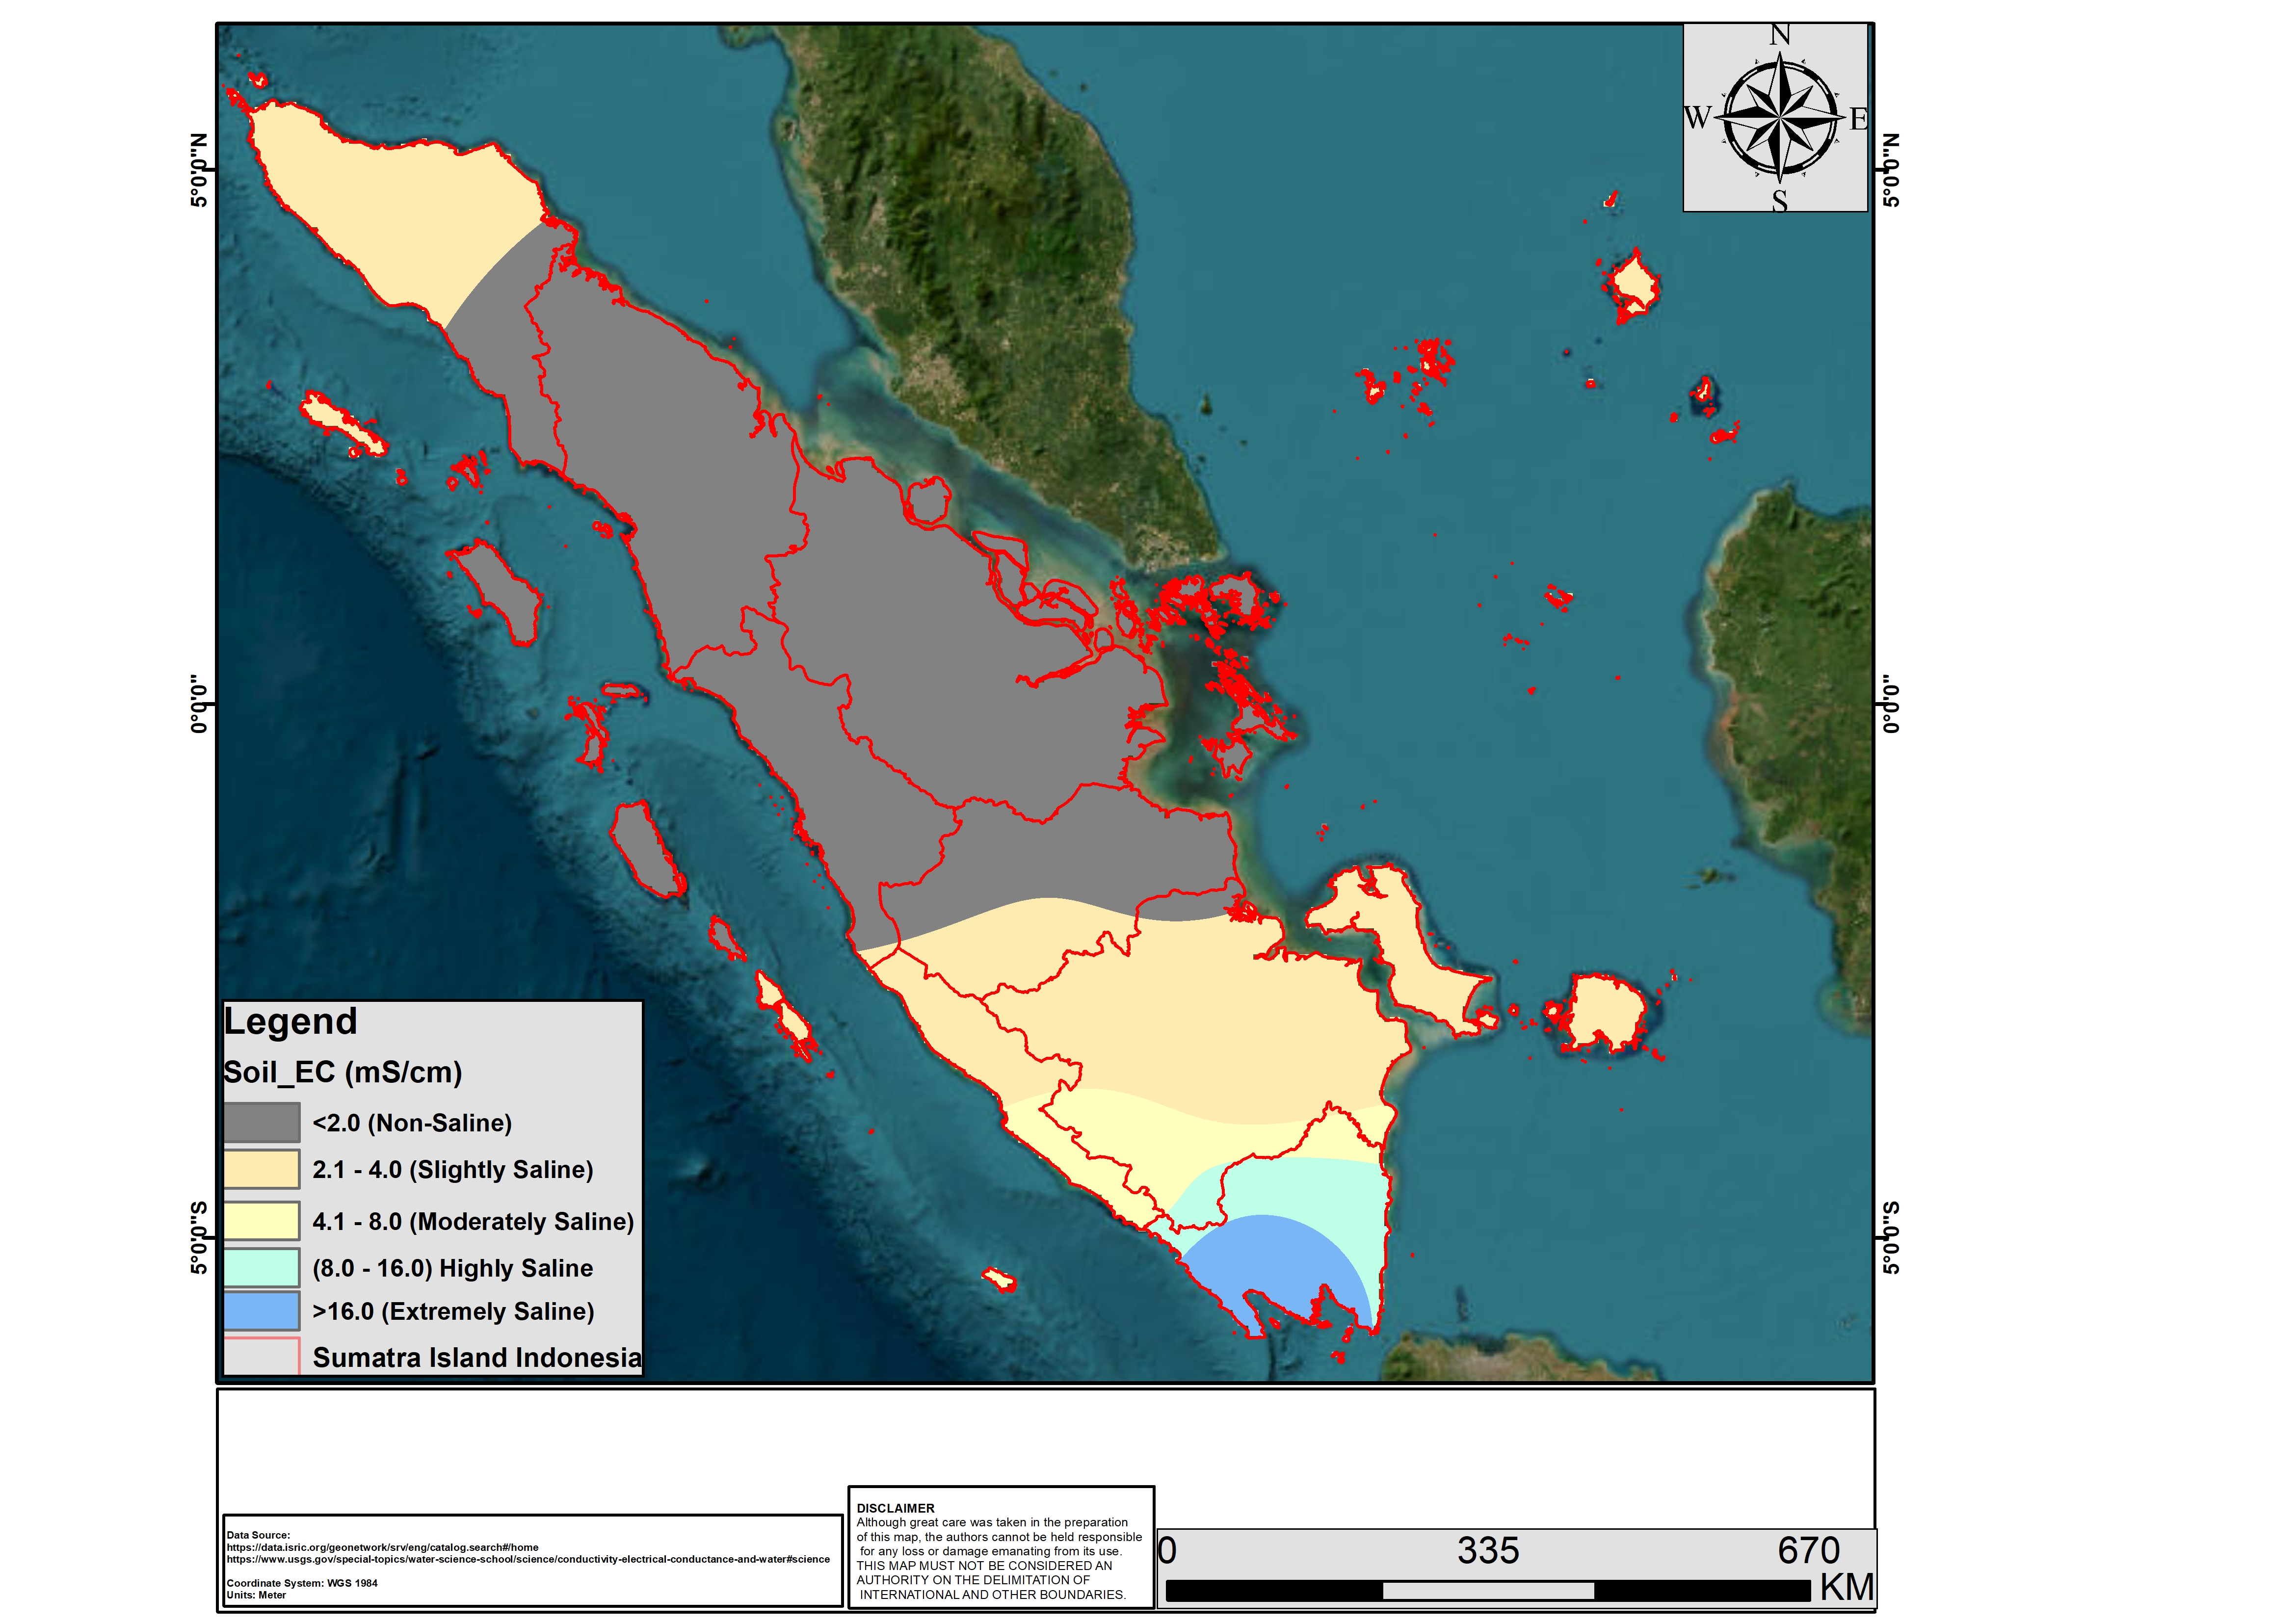 N
W
E
S
5°0'0"N
5°0'0"N
0°0'0"
0°0'0"
5°0'0"S
5°0'0"S
Legend
Soil_EC (mS/cm)
<2.0 (Non-Saline)
2.1 - 4.0 (Slightly Saline)
4.1 - 8.0 (Moderately Saline)
(8.0 - 16.0) Highly Saline
>16.0 (Extremely Saline)
Sumatra Island Indonesia
Data Source:
https://data.isric.org/geonetwork/srv/eng/catalog.search#/home
https://www.usgs.gov/special-topics/water-science-school/science/conductivity-electrical-conductance-and-water#science
Coordinate System: WGS 1984
Units: Meter
DISCLAIMER
Although great care was taken in the preparation
of this map, the authors cannot be held responsible
for any loss or damage emanating from its use.
THIS MAP MUST NOT BE CONSIDERED AN
AUTHORITY ON THE DELIMITATION OF
INTERNATIONAL AND OTHER BOUNDARIES.
0 335 670
KM